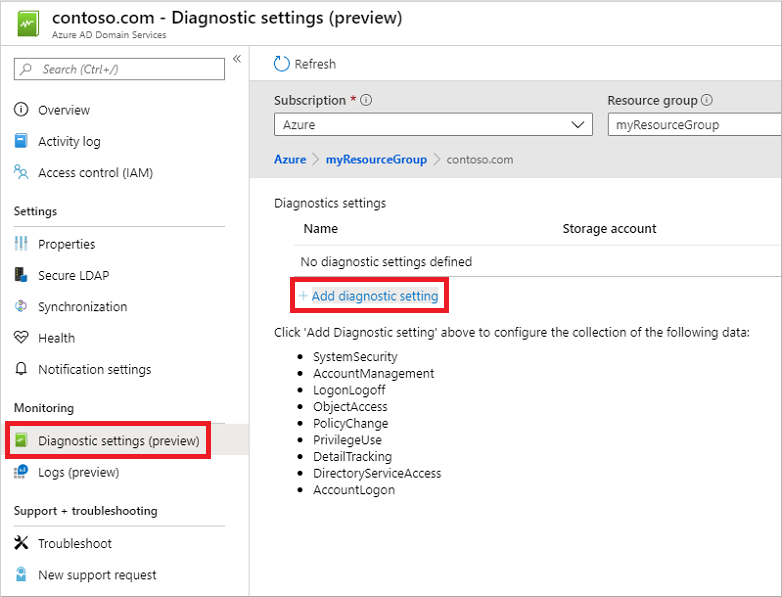 contoso.com - Diagnostic settings (preview)
Azure AD Domain Services
Search (Ctrl+/)
«
Overview
Activity log
Access control (IAM)
Settings
Properties
Secure LDAP
Synchronization
Health
Notification settings
Monitoring
Diagnostic settings (preview)
Logs (preview)
Support + troubleshooting
Troubleshoot
New support request
Refresh
Subscription * Resource group
Azure myResourceGroup
Azure > myResourceGroup > contoso.com
Diagnostics settings
Name Storage account
No diagnostic settings defined
+ Add diagnostic setting
Click 'Add Diagnostic setting' above to configure the collection of the following data:
• SystemSecurity
• AccountManagement
• LogonLogoff
• ObjectAccess
• PolicyChange
• PrivilegeUse
• DetailTracking
• DirectoryServiceAccess
• AccountLogon